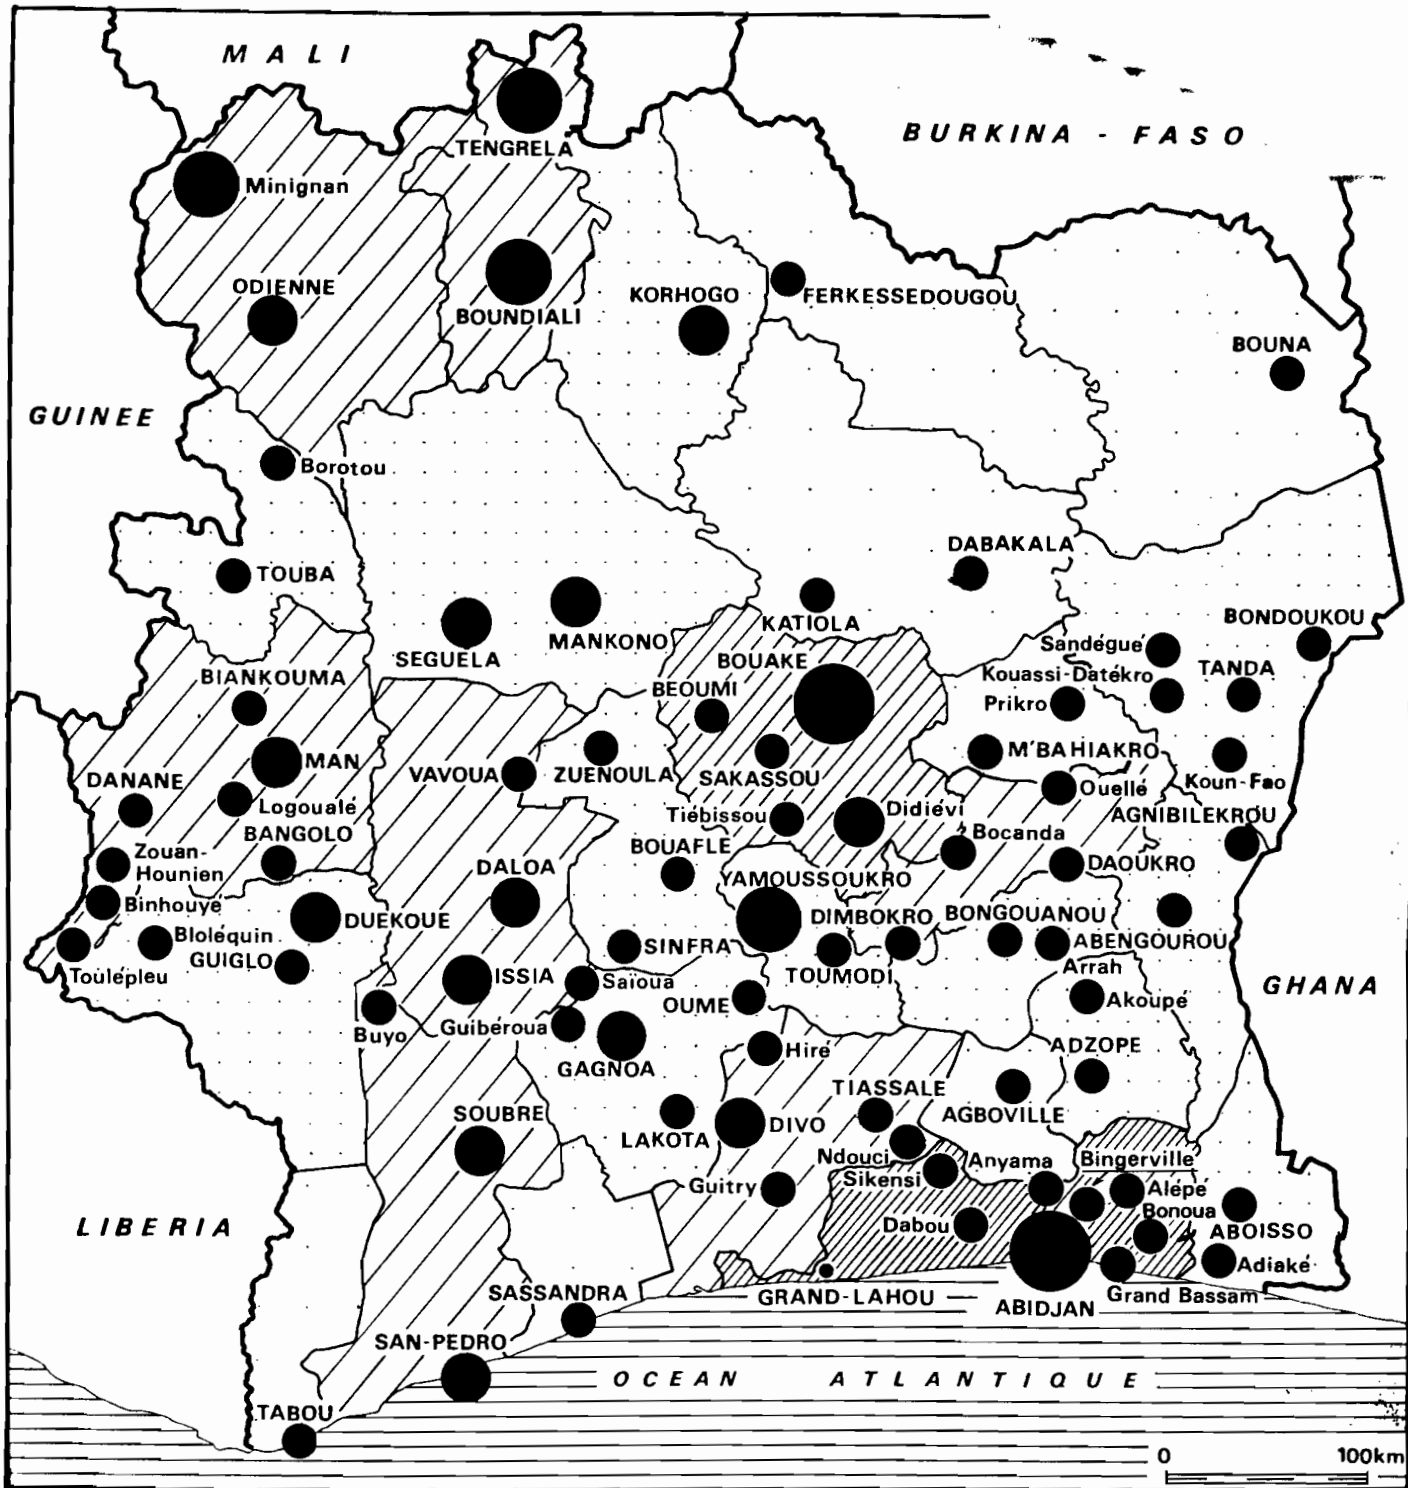 MALI
BURKINA - FASO
TENGRELA
Minignan
ODIENNE
BOUNDIALI
KORHOGO
FERKESSEDOUGOU
BOUNA
GUINEE
Borotou
DABAKALA
TOUBA
KATIOLA
MANKONO
SEGUELA
BONDOUKOU
Sandégué
BOUAKE
TANDA
Kouassi-Datékro
BIANKOUMA
BEOUMI
Prikro
MAN
M'BAHIAKRO
VAVOUA
ZUENOULA
SAKASSOU
DANANE
Koun-Fao
Ouellé
Logoualé
Tiébissou
Didiévi
AGNIBILEKROU
BANGOLO
Bocanda
BOUAFLE
Zouan-
Hounien
DALOA
DAOUKRO
YAMOUSSOUKRO
Binhouyé
DUEKOUE
DIMBOKRO
BONGOUANOU
Bloléquin
SINFRA
ABENGOUROU
GUIGLO
Toulépleu
ISSIA
Saïoua
TOUMODI
Arrah
GHANA
OUME
Akoupé
Buyo
Guibéroua
Hiré
ADZOPE
GAGNOA
TIASSALE
SOUBRE
AGBOVILLE
LAKOTA
DIVO
Ndouci
Anyama
Bingerville
Sikensi
Guitry
Alépé
Bonoua
LIBERIA
Dabou
ABOISSO
Adiaké
SASSANDRA
GRAND-LAHOU
ABIDJAN
Grand Bassam
SAN-PEDRO
OCEAN ATLANTIQUE
TABOU
0 100km